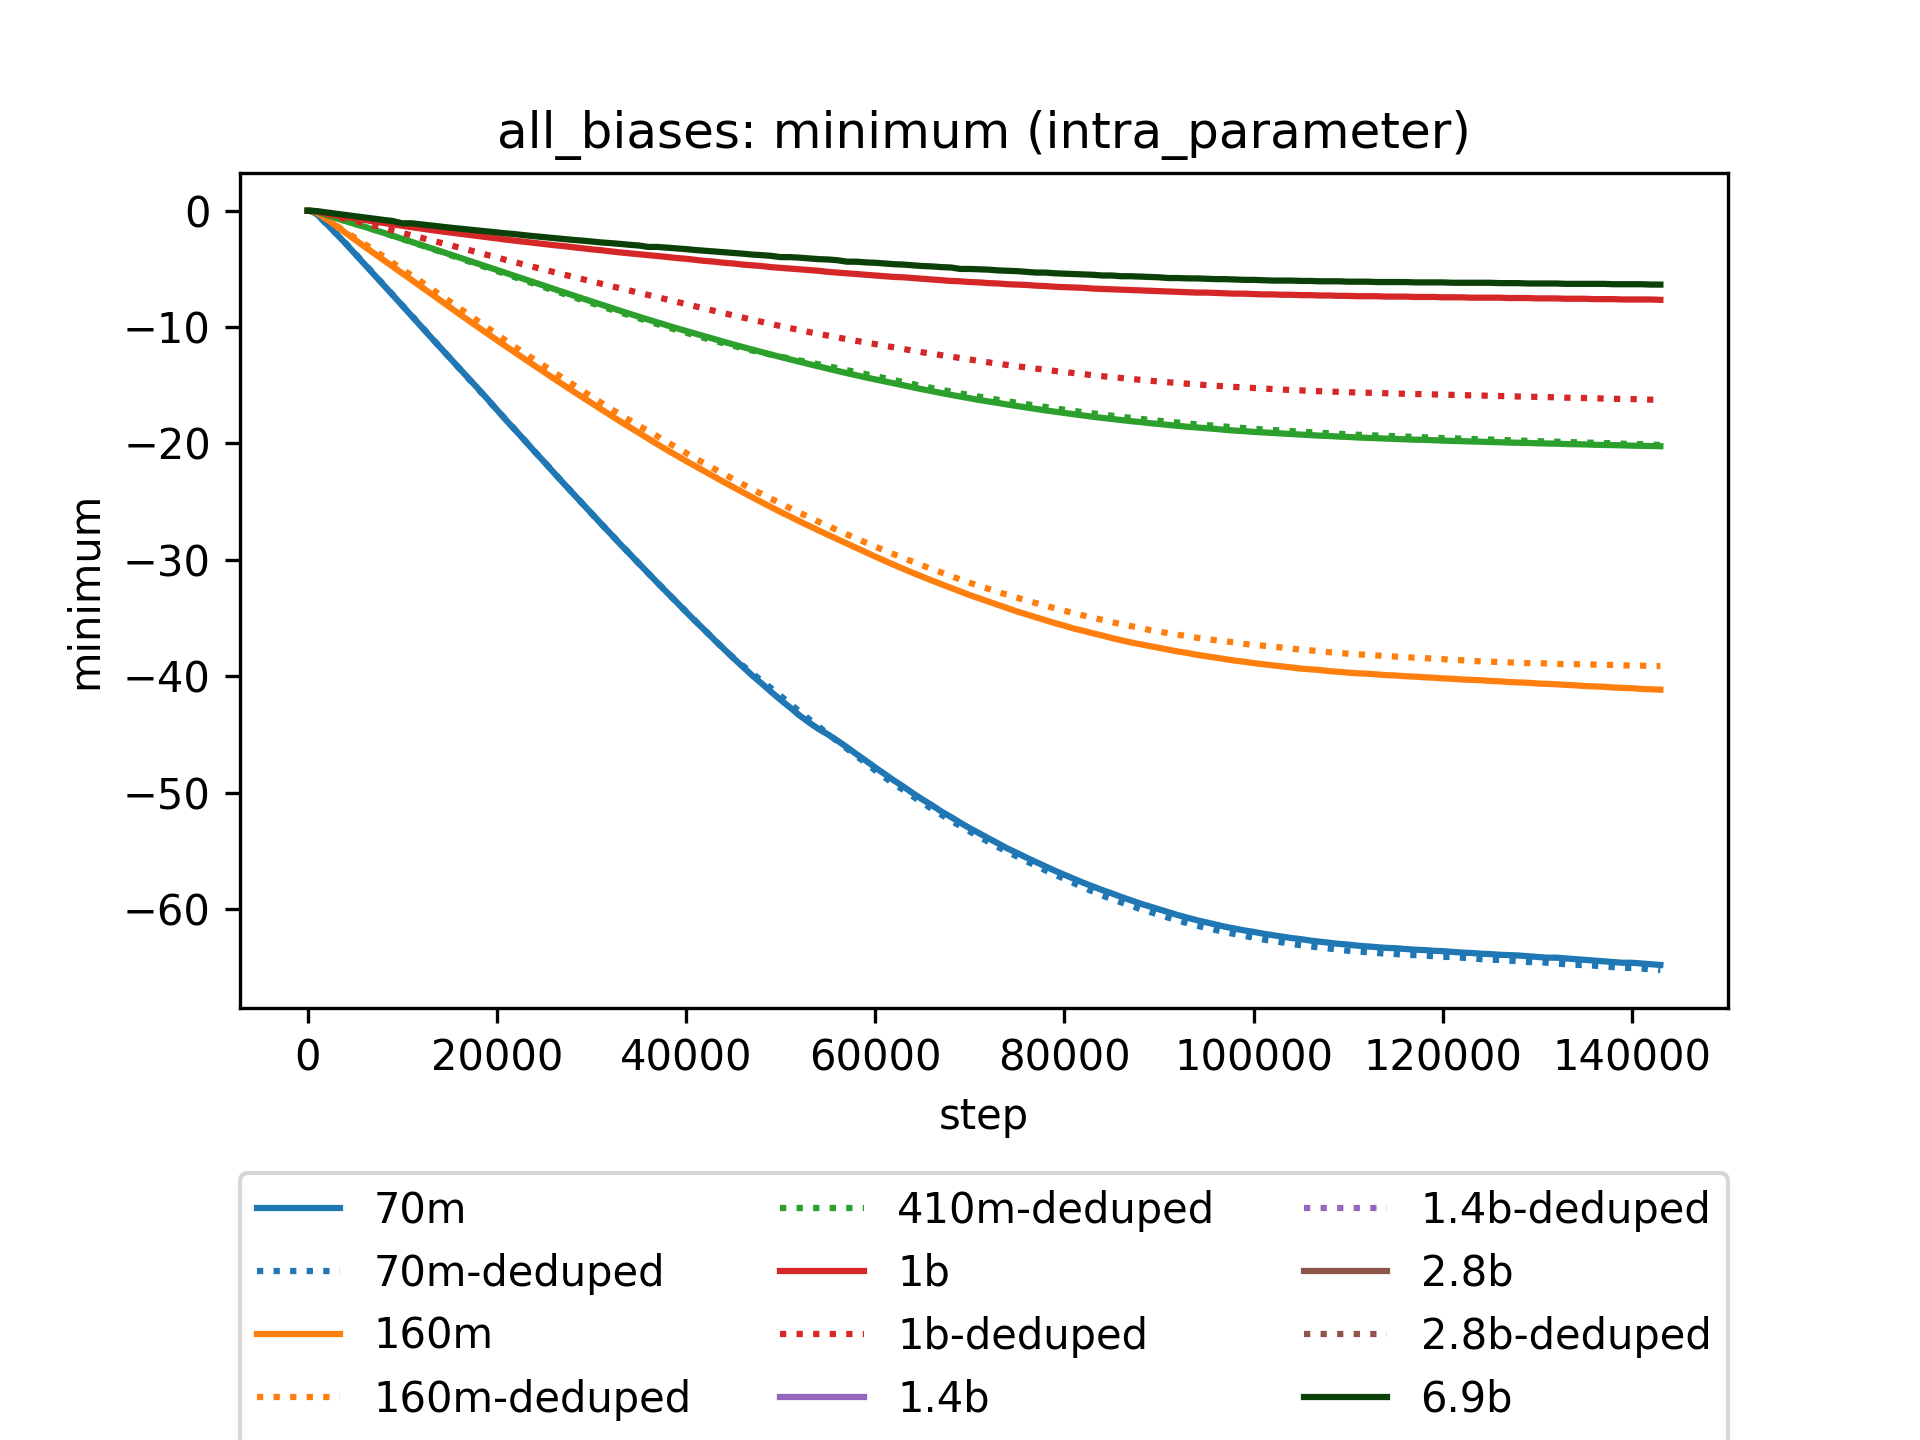 all_biases: minimum (intra_parameter)
0
−10
−20
−30
−40
−50
−60
minimum
0 20000 40000 60000 80000 100000 120000 140000
step
70m
70m-deduped
160m
160m-deduped
410m-deduped
1b
1b-deduped
1.4b
1.4b-deduped
2.8b
2.8b-deduped
6.9b